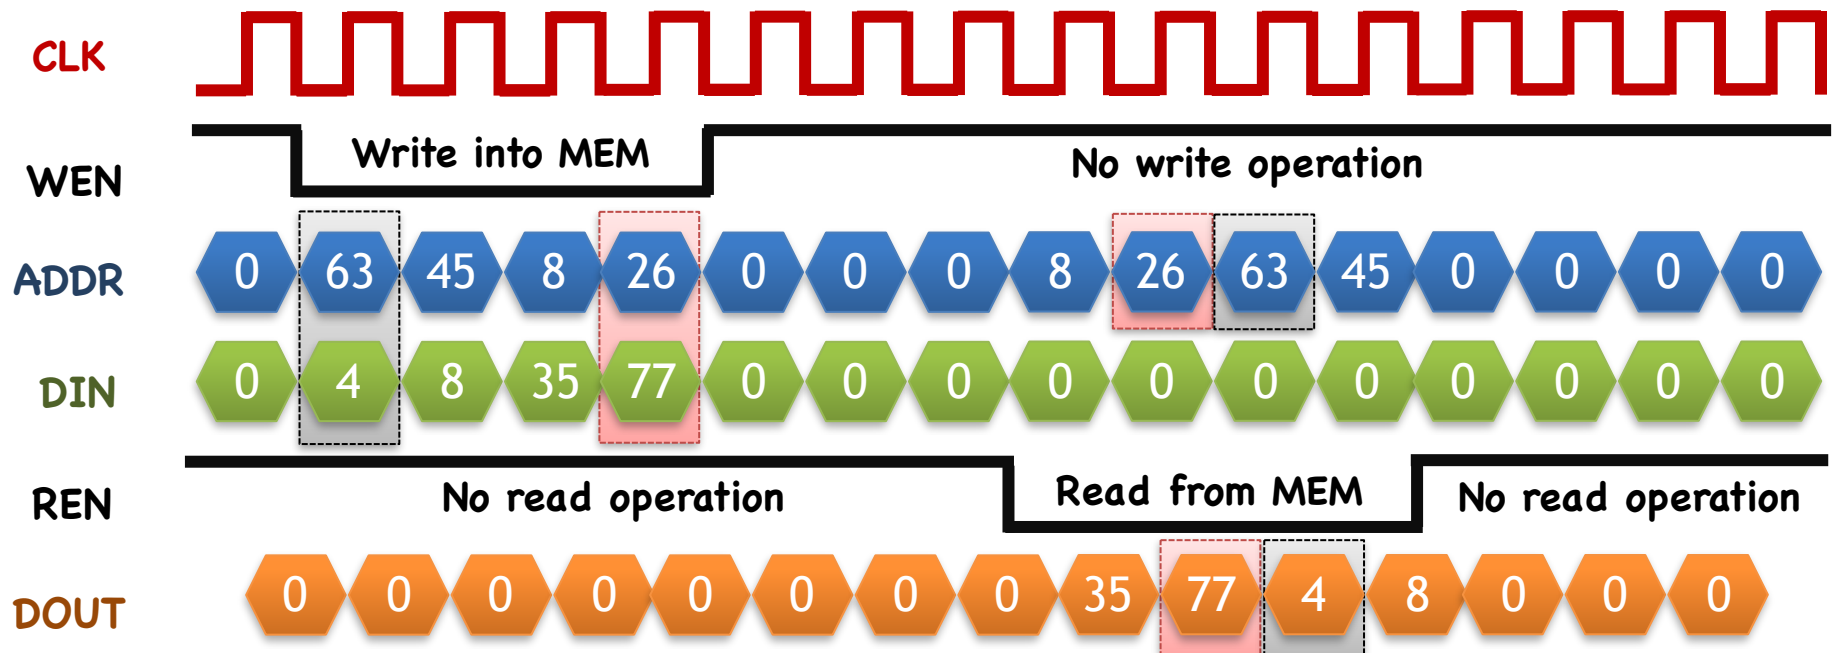 CLK
Write into MEM
No write operation
WEN
ADDR 0 63 45 8 26 0 0 0 8 26 63 45 0 0 0 0
DIN 0 4 8 35 77 0 0 0 0 0 0 0 0 0 0 0
REN No read operation Read from MEM No read operation
DOUT 0 0 0 0 0 0 0 0 35 77 4 8 0 0 0